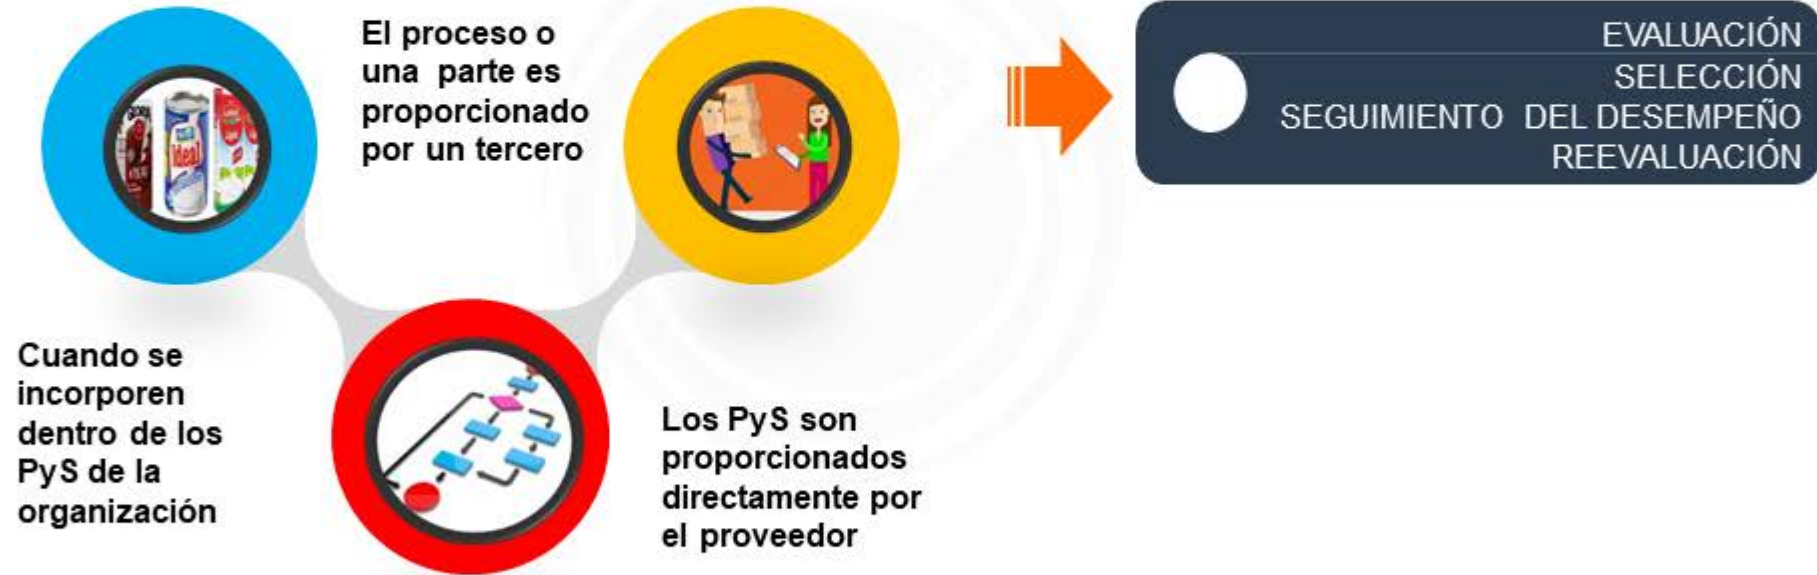 El proceso o
una parte es
proporcionado
por un tercero
EVALUACIÓN
SELECCIÓN
SEGUIMIENTO DEL DESEMPEÑO
REEVALUACIÓN
Ideal
Cuando se
incorporen
dentro de los
PyS de la
organización
Los PyS son
proporcionados
directamente por
el proveedor